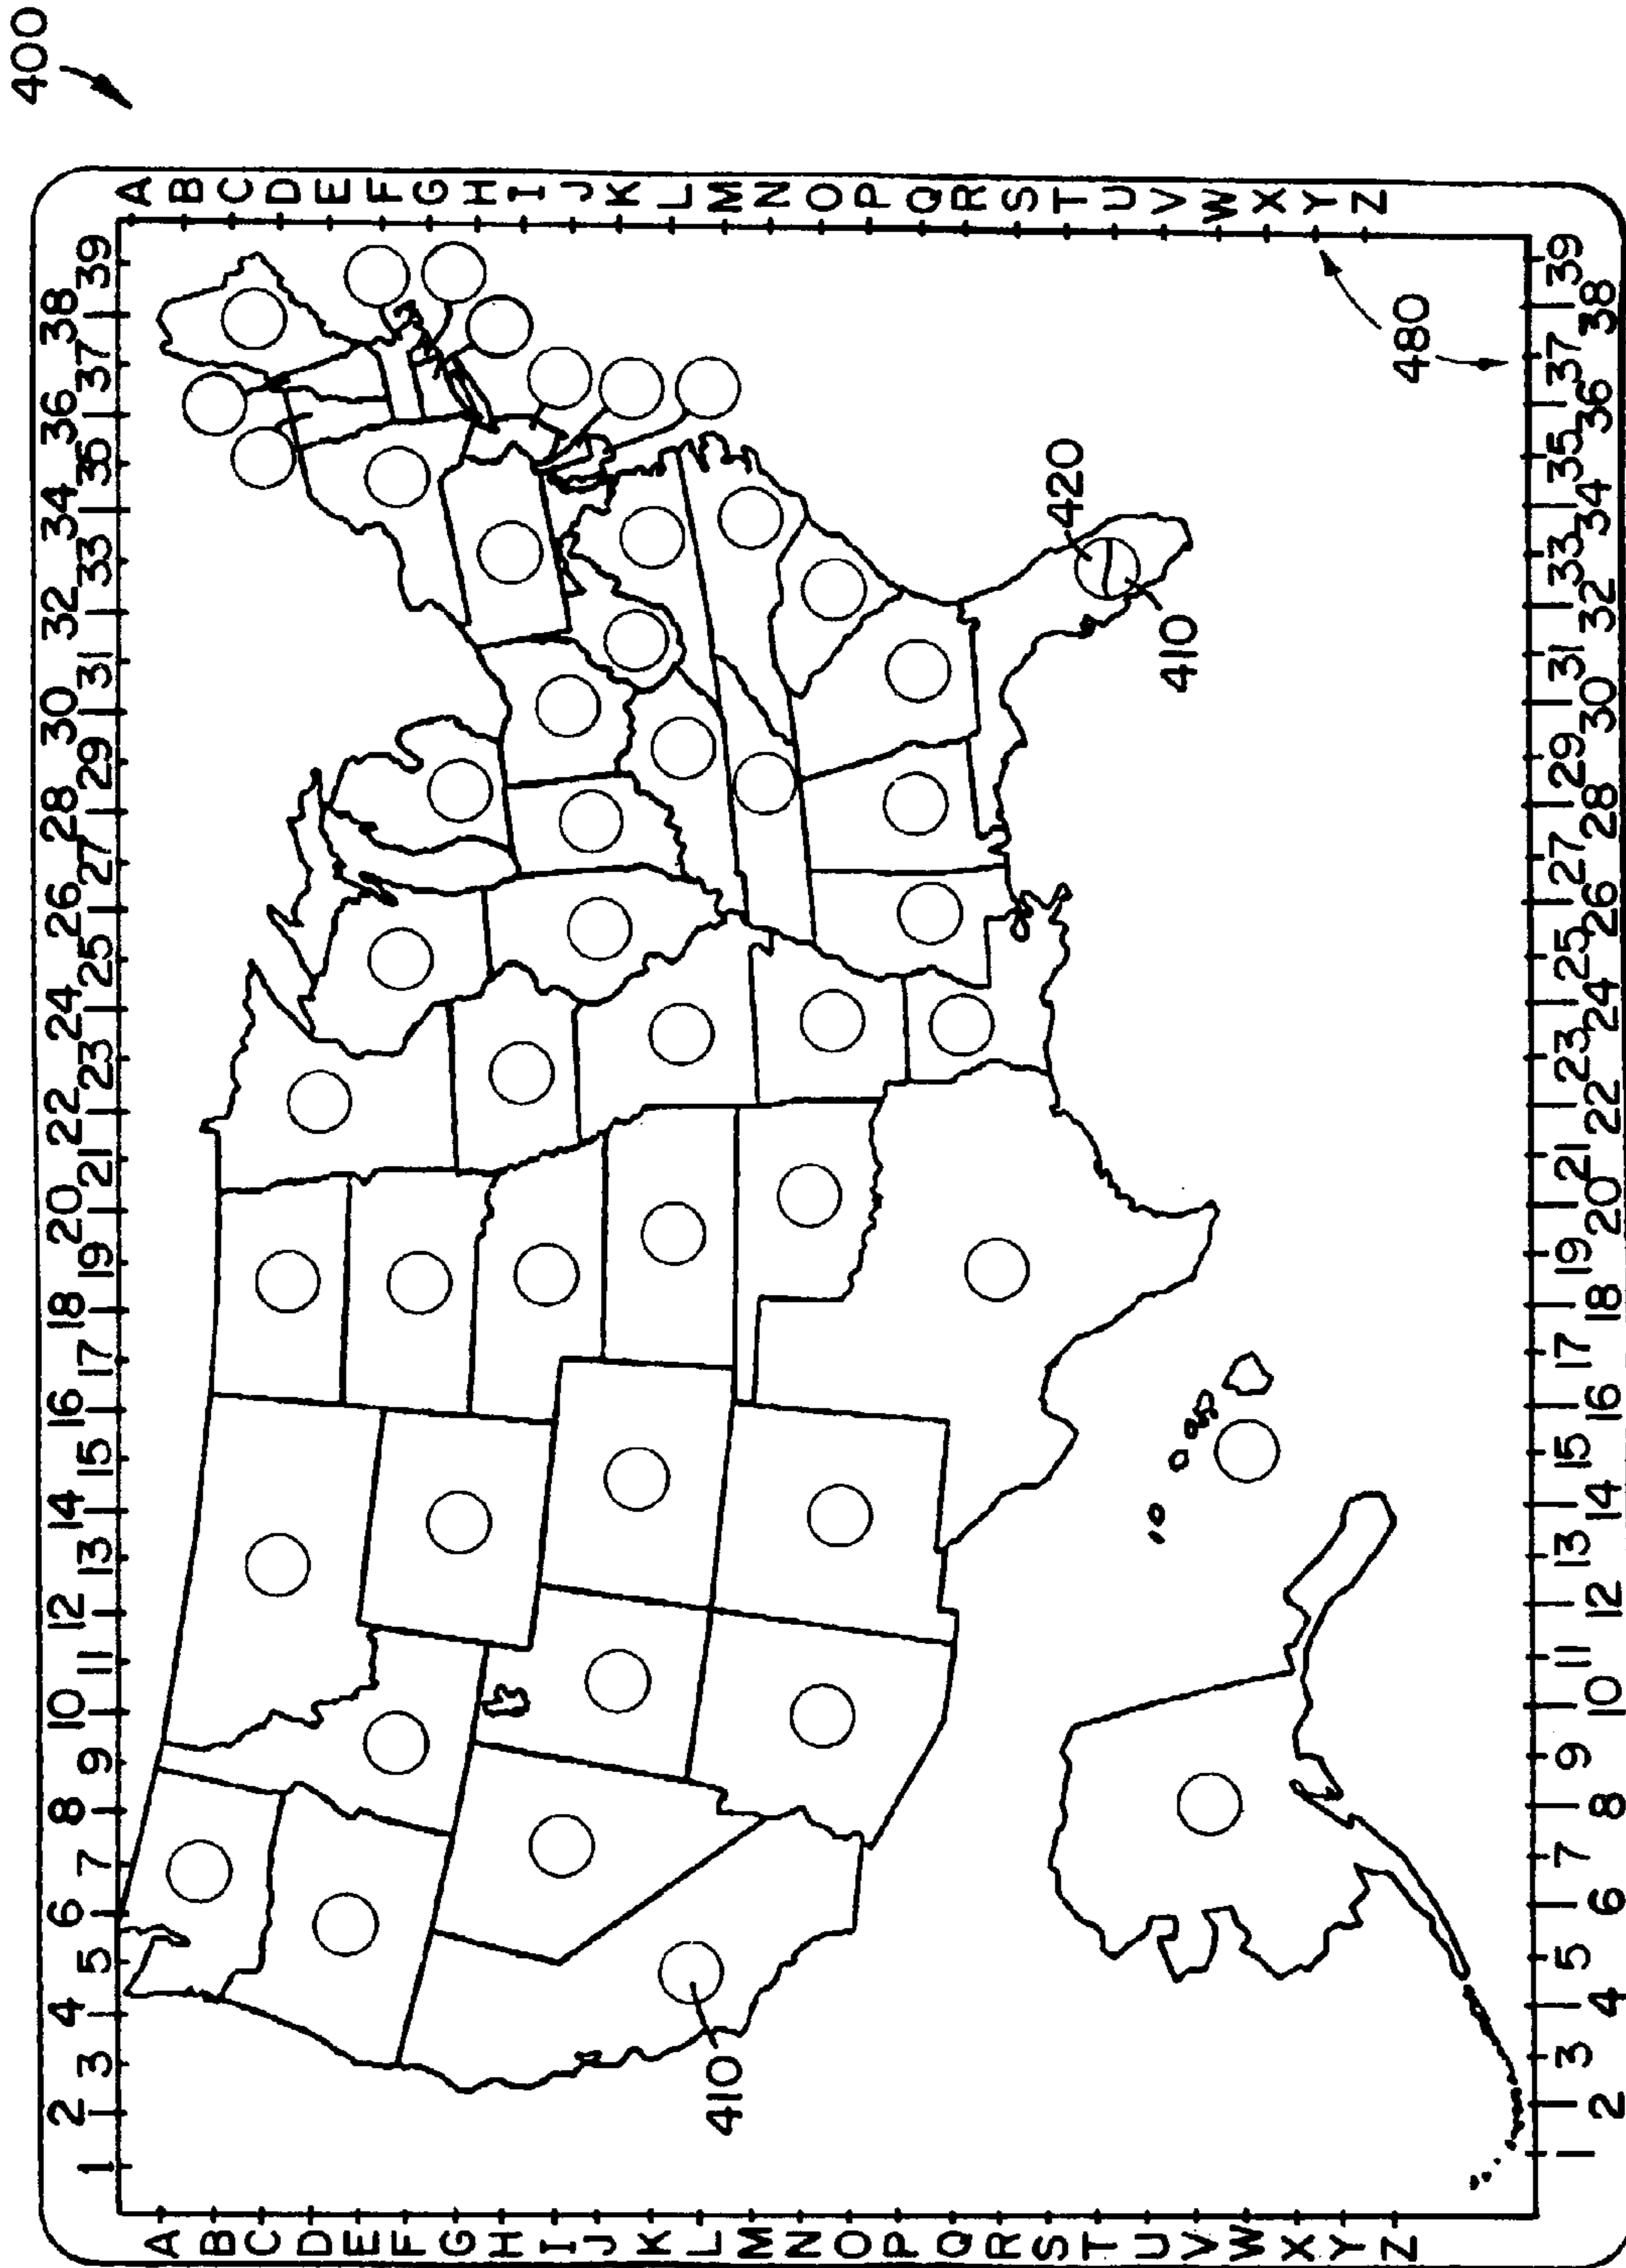 400
2 4 6 8 10 12 14 16 18 20 22 24 26 28 30 32 34 36 38
1 3 5 7 9 11 13 15 17 19 21 23 25 27 29 31 33 35 37 39
A A
B B
C C
D D
E E
F F
G G
H H
I I
J J
K K
L L
M M
N N
O O
P P
Q Q
R R
S S
T T
U U
V V
W W
X X
Y Y
Z Z
410
420
410
480
1 3 5 7 9 11 13 15 17 19 21 23 25 27 29 31 33 35 37 39
2 4 6 8 10 12 14 16 18 20 22 24 26 28 30 32 34 36 38